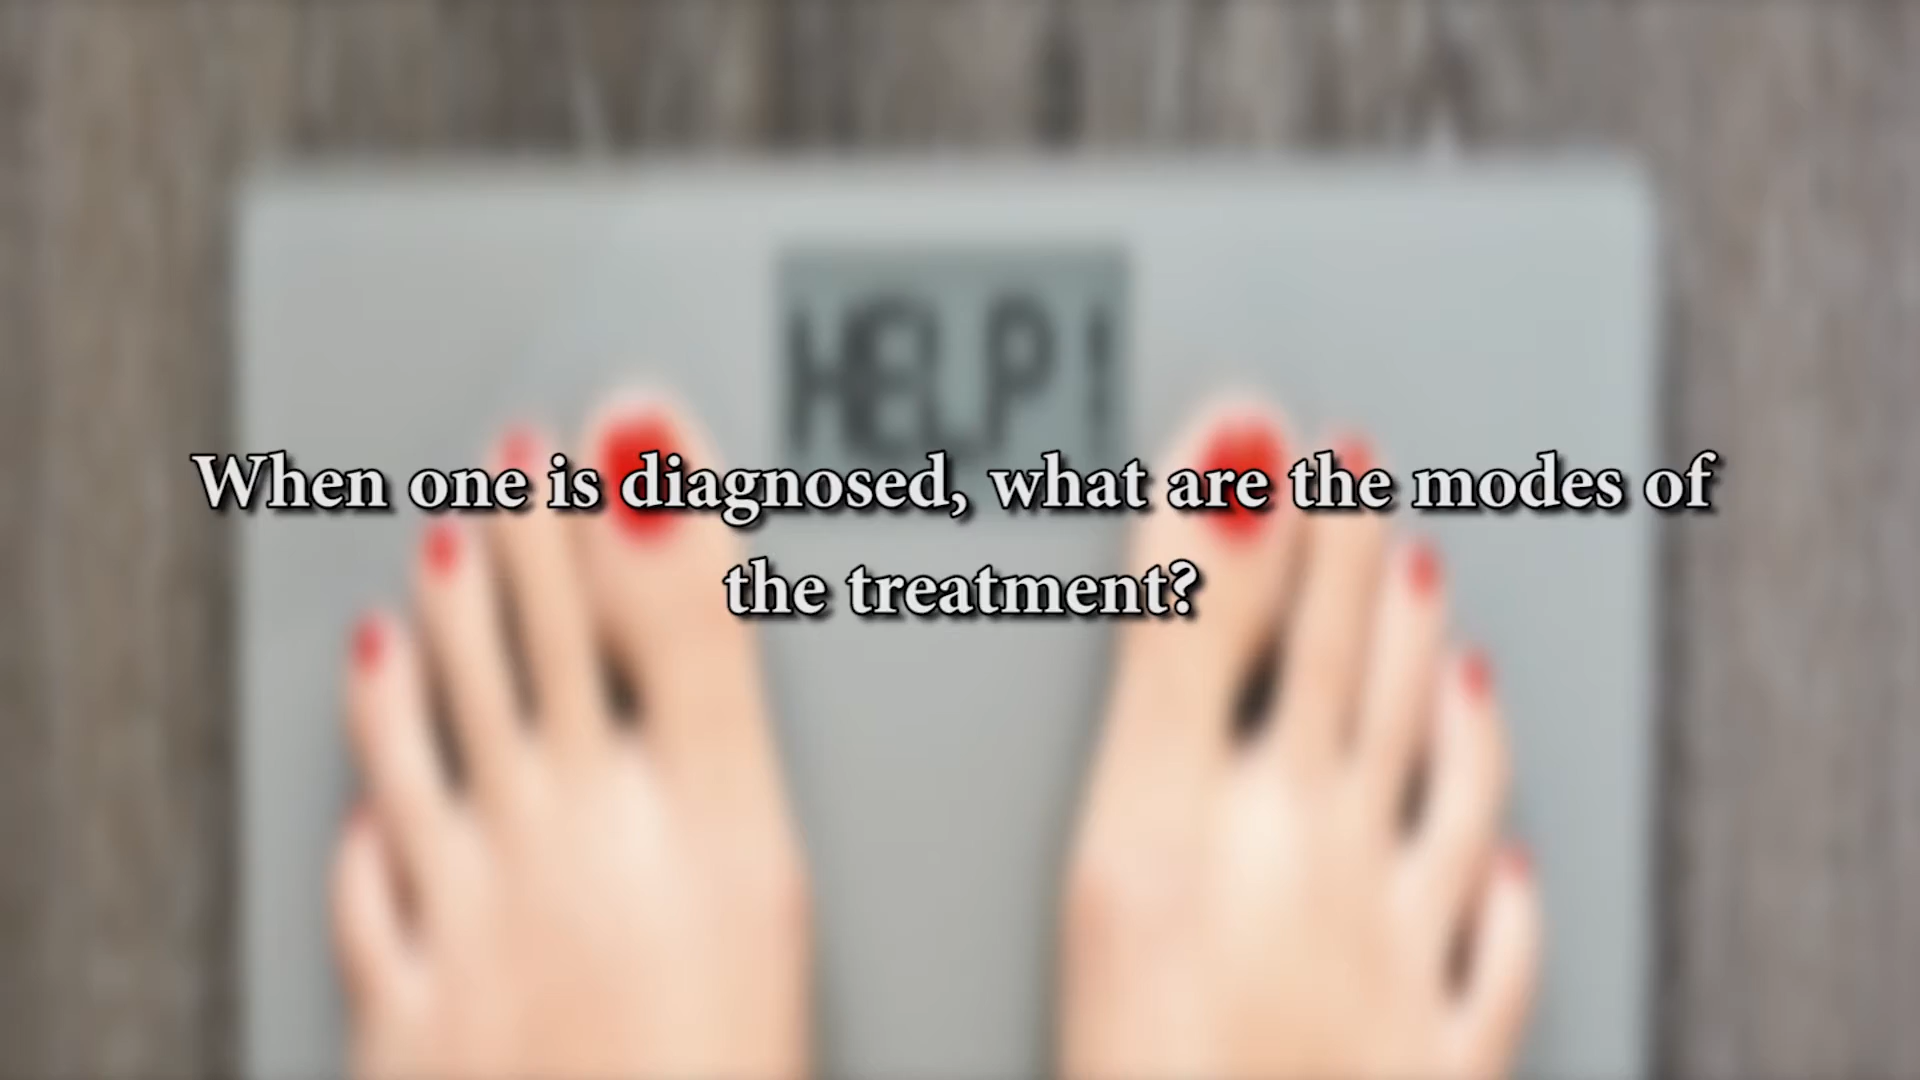 HELP!
When one is diagnosed, what are the modes of
the treatment?